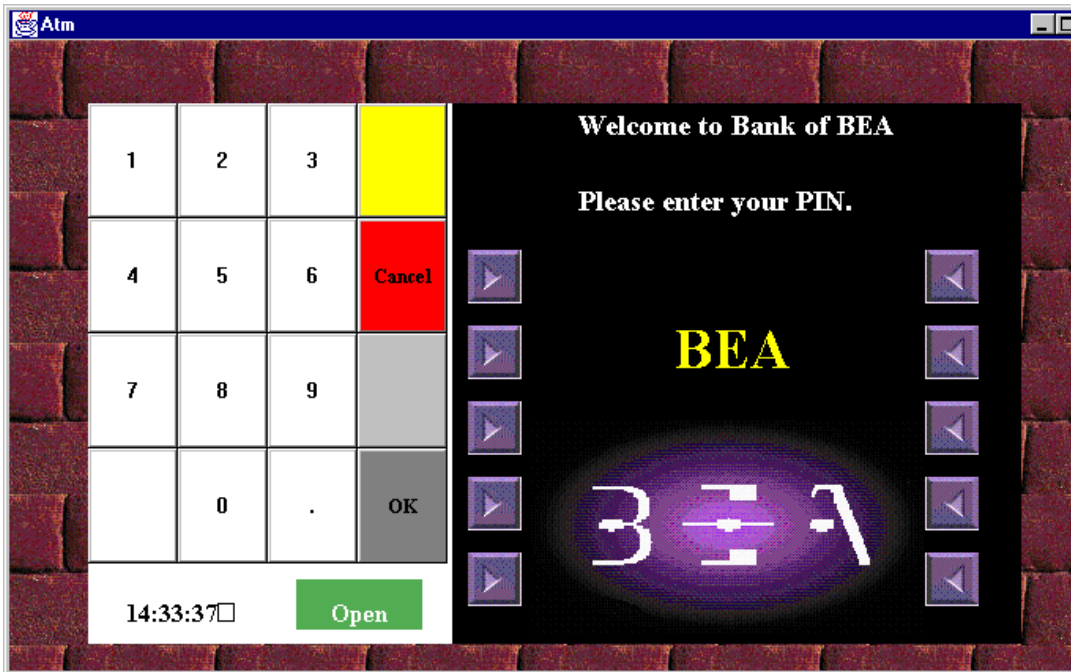 Atm
1 2 3
4 5 6 Cancel
7 8 9
0 . OK
14:33:37□
Open
Welcome to Bank of BEA
Please enter your PIN.
BEA
BEA